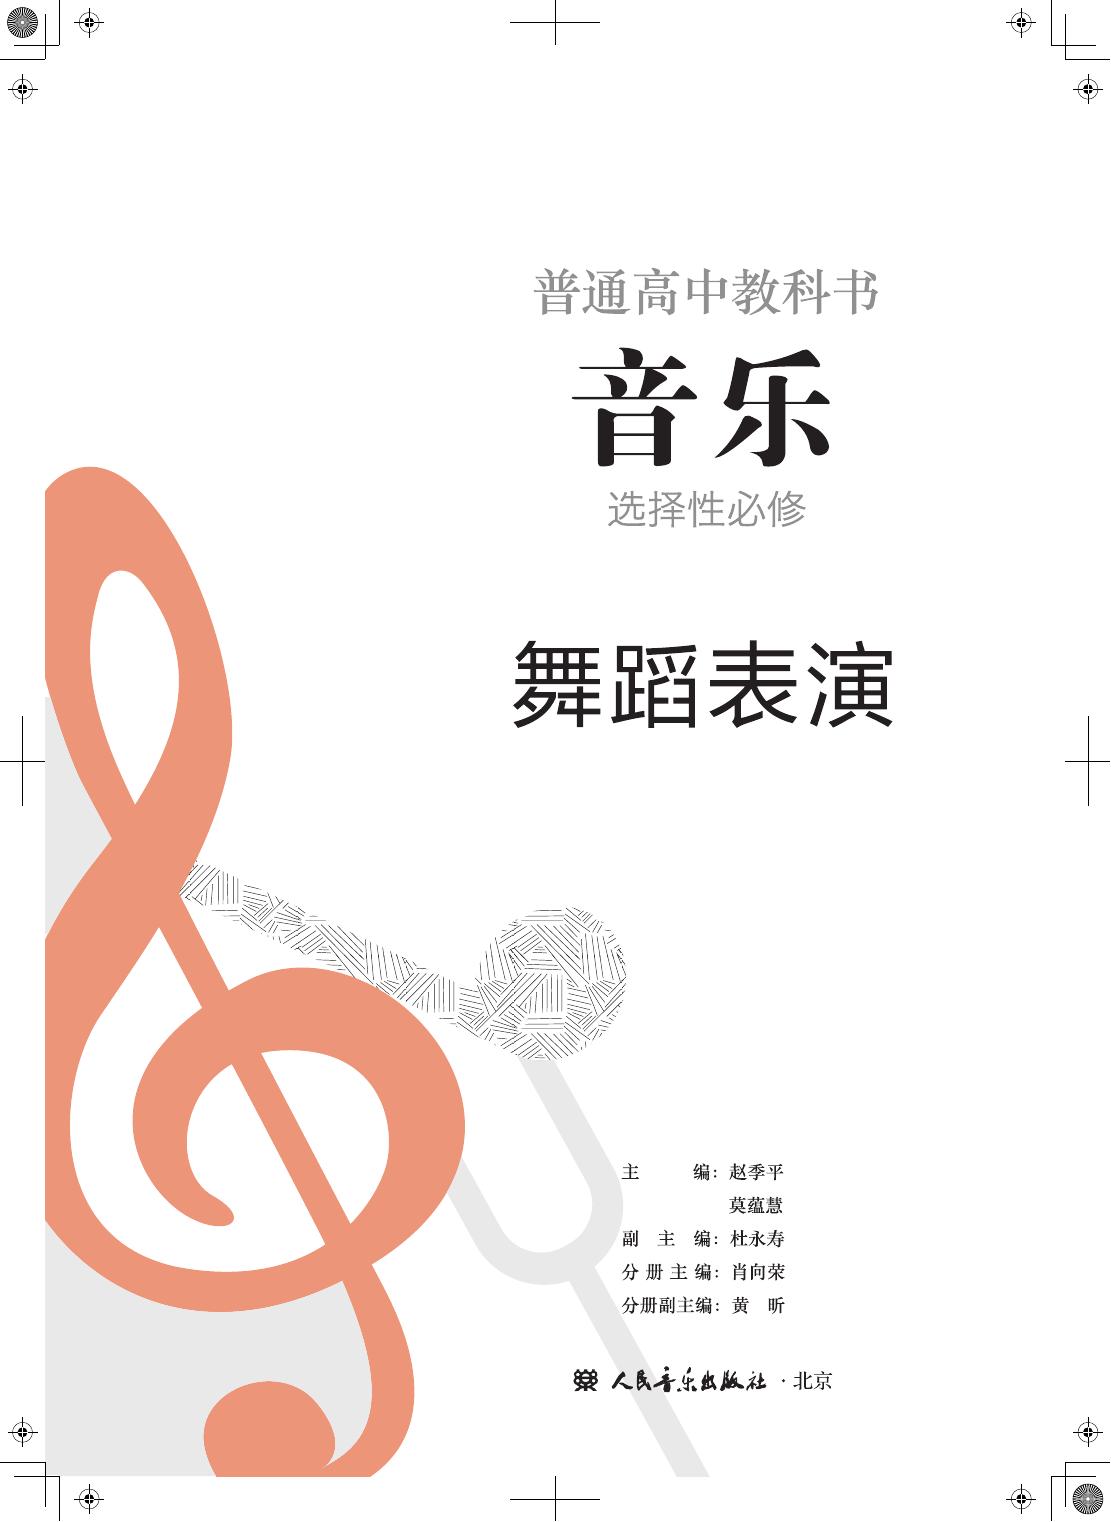 普通高中教科书
音乐
选择性必修
舞蹈表演
主　　　编：赵季平
莫蕴慧
副　主　编：杜永寿
分 册 主 编：肖向荣
分册副主编：黄　昕
人民音乐出版社 · 北京